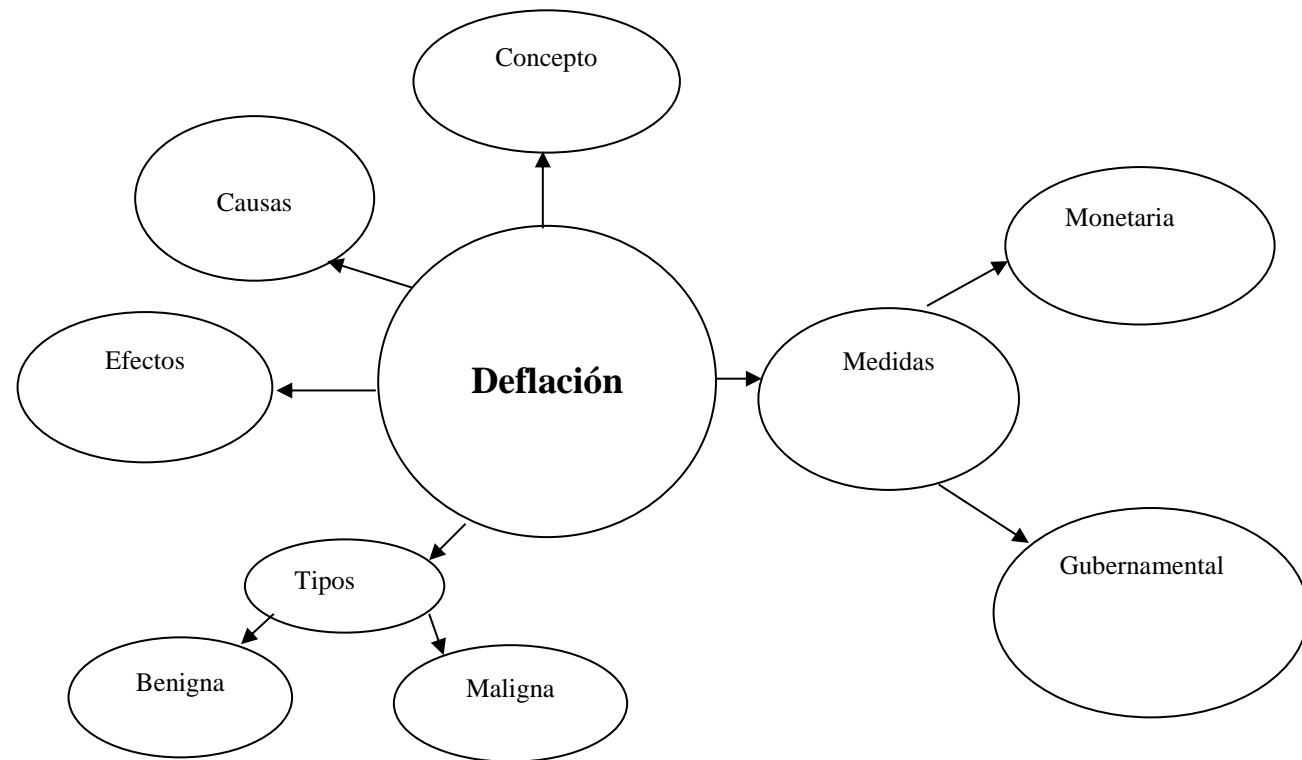 Concepto
Causas
Monetaria
Efectos
Deflación
Medidas
Tipos
Gubernamental
Benigna
Maligna